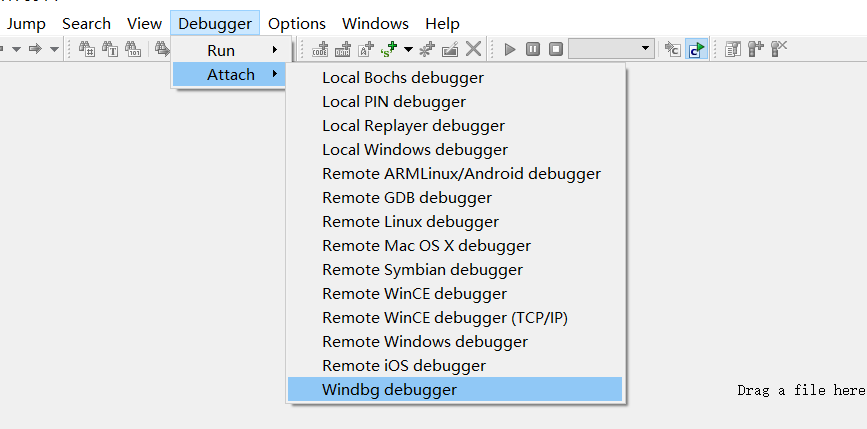 Jump Search View Debugger Options Windows Help
Run
Attach
Local Bochs debugger
Local PIN debugger
Local Replayer debugger
Local Windows debugger
Remote ARMLinux/Android debugger
Remote GDB debugger
Remote Linux debugger
Remote Mac OS X debugger
Remote Symbian debugger
Remote WinCE debugger
Remote WinCE debugger (TCP/IP)
Remote Windows debugger
Remote iOS debugger
Windbg debugger
Drag a file here